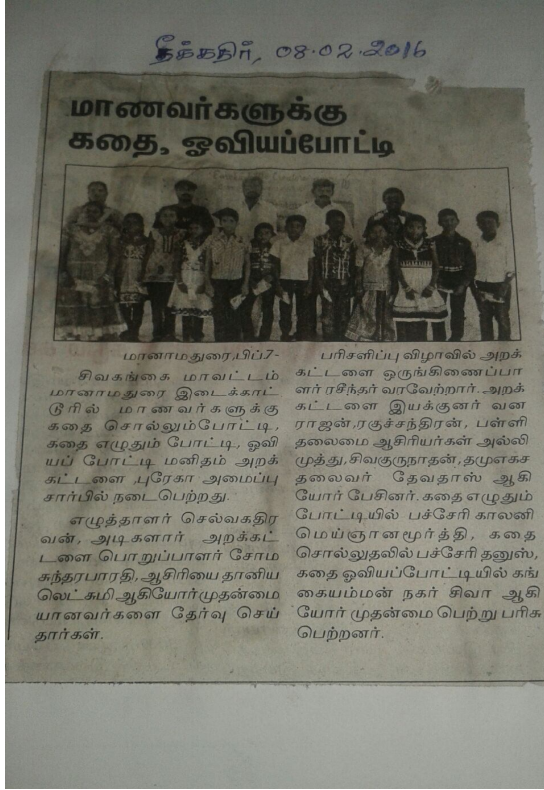 தீக்கதிர், 08.02.2016
மாணவர்களுக்கு
கதை, ஓவியப்போட்டி
மானாமதுரை,பிப்.7-
சிவகங்கை மாவட்டம்
மானாமதுரை இடைக்காட்
டூரில் மாணவர்களுக்கு
கதை சொல்லும்போட்டி,
கதை எழுதும் போட்டி, ஓவி
யப் போட்டி மனிதம் அறக்
கட்டளை ,புரேகா அமைப்பு
சார்பில் நடைபெற்றது.
எழுத்தாளர் செல்வகதிர
வன், அடிகளார் அறக்கட்
டளை பொறுப்பாளர் சோம
சுந்தரபாரதி,ஆசிரியை தானிய
லெட்சுமி ஆகியோர்முதன்மை
யானவர்களை தேர்வு செய்
தார்கள்.
பரிசளிப்பு விழாவில் அறக்
கட்டளை ஒருங்கிணைப்பா
ளர் ரசீந்தர் வரவேற்றார். அறக்
கட்டளை இயக்குனர் வன
ராஜன்,ரகுச்சந்திரன், பள்ளி
தலைமை ஆசிரியர்கள் அல்லி
முத்து,சிவகுருநாதன்,தமுஎகச
தலைவர் தேவதாஸ் ஆகி
யோர் பேசினர். கதை எழுதும்
போட்டியில் பச்சேரி காலனி
மெய்ஞானமூர்த்தி, கதை
சொல்லுதலில் பச்சேரி தனுஸ்,
கதை ஓவியப்போட்டியில் கங்
கையம்மன் நகர் சிவா ஆகி
யோர் முதன்மை பெற்று பரிசு
பெற்றனர்.